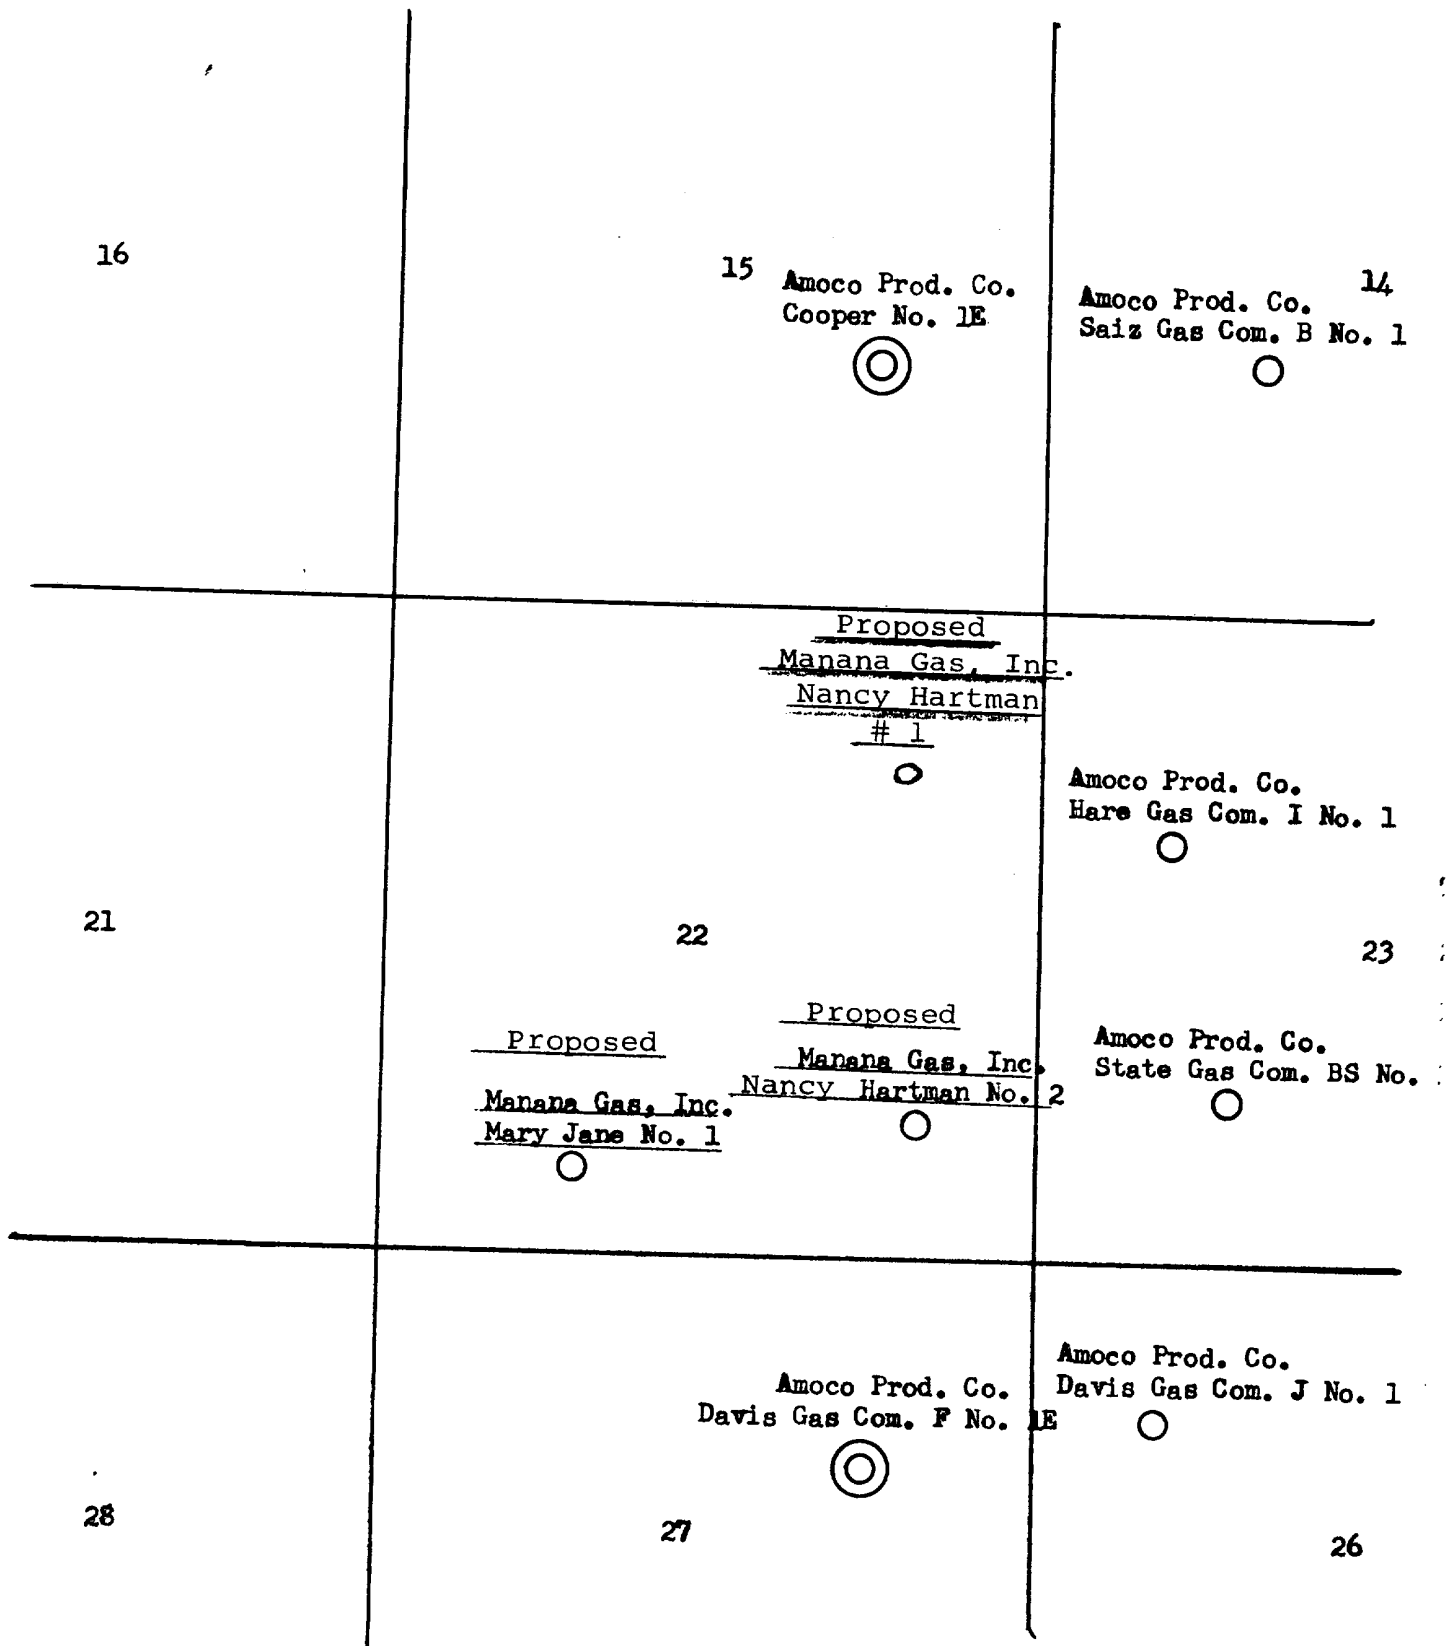 16
15
Amoco Prod. Co.
Cooper No. 1E
14
Amoco Prod. Co.
Saiz Gas Com. B No. 1
Proposed
Manana Gas, Inc.
Nancy Hartman
# 1
Amoco Prod. Co.
Hare Gas Com. I No. 1
21
22
23
Proposed
Manana Gas, Inc.
Mary Jane No. 1
Proposed
Manana Gas, Inc.
Nancy Hartman No. 2
Amoco Prod. Co.
State Gas Com. BS No.
Amoco Prod. Co.
Davis Gas Com. F No. 1E
Amoco Prod. Co.
Davis Gas Com. J No. 1
28
27
26